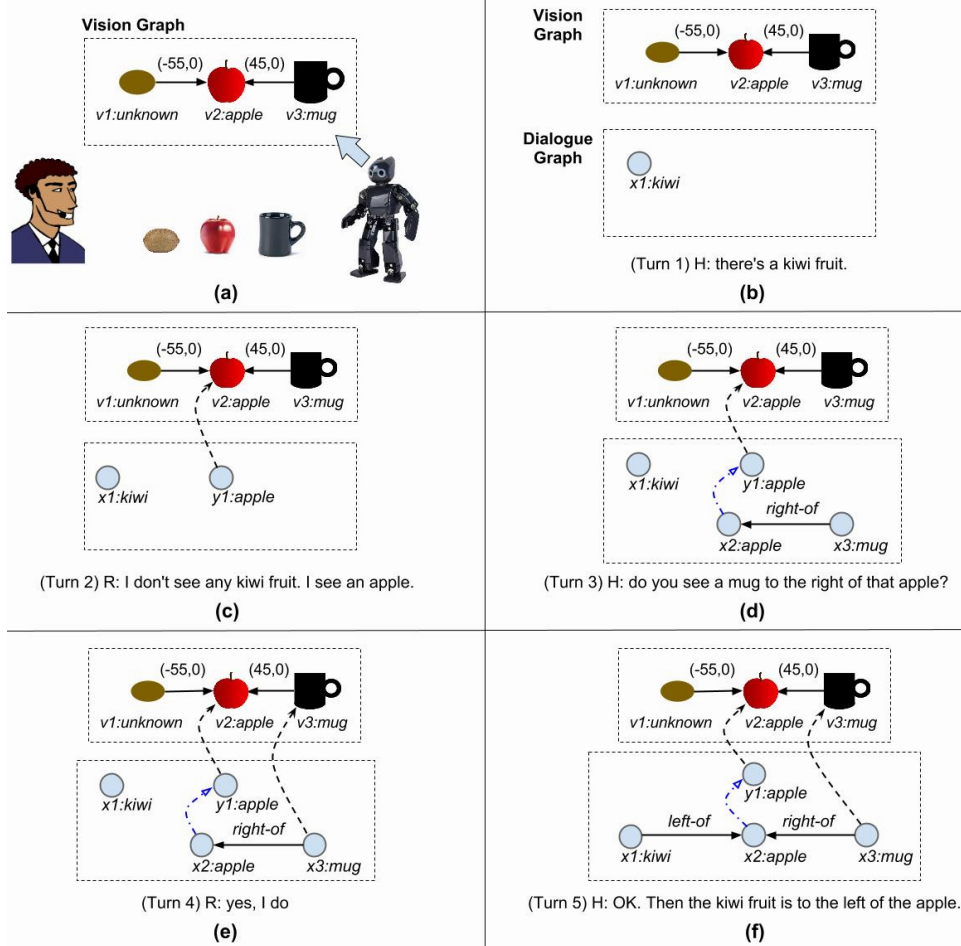 Vision Graph
(-55,0) (45,0)
v1:unknown v2:apple v3:mug
(a)
Vision
Graph
(-55,0) (45,0)
v1:unknown v2:apple v3:mug
Dialogue
Graph
x1:kiwi
(Turn 1) H: there's a kiwi fruit.
(b)
(-55,0) (45,0)
v1:unknown v2:apple v3:mug
x1:kiwi y1:apple
(Turn 2) R: I don't see any kiwi fruit. I see an apple.
(c)
(-55,0) (45,0)
v1:unknown v2:apple v3:mug
x1:kiwi y1:apple
right-of
x2:apple x3:mug
(Turn 3) H: do you see a mug to the right of that apple?
(d)
(-55,0) (45,0)
v1:unknown v2:apple v3:mug
x1:kiwi y1:apple
right-of
x2:apple x3:mug
(Turn 4) R: yes, I do
(e)
(-55,0) (45,0)
v1:unknown v2:apple v3:mug
y1:apple
left-of right-of
x1:kiwi x2:apple x3:mug
(Turn 5) H: OK. Then the kiwi fruit is to the left of the apple.
(f)